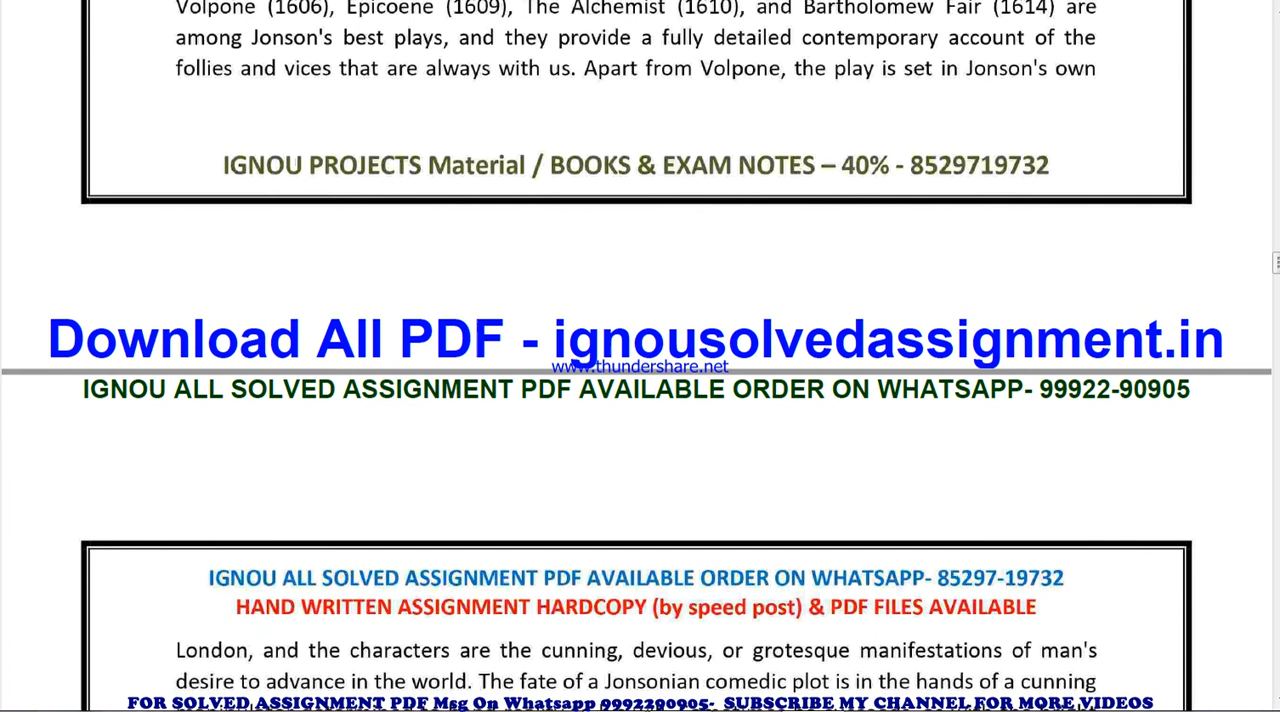 Volpone (1606), Epicoene (1609), The Alchemist (1610), and Bartholomew Fair (1614) are
among Jonson's best plays, and they provide a fully detailed contemporary account of the
follies and vices that are always with us. Apart from Volpone, the play is set in Jonson's own
IGNOU PROJECTS Material / BOOKS & EXAM NOTES – 40% - 8529719732
Download All PDF - ignousolvedassignment.in
www.thundershare.net
IGNOU ALL SOLVED ASSIGNMENT PDF AVAILABLE ORDER ON WHATSAPP- 99922-90905
IGNOU ALL SOLVED ASSIGNMENT PDF AVAILABLE ORDER ON WHATSAPP- 85297-19732
HAND WRITTEN ASSIGNMENT HARDCOPY (by speed post) & PDF FILES AVAILABLE
London, and the characters are the cunning, devious, or grotesque manifestations of man's
desire to advance in the world. The fate of a Jonsonian comedic plot is in the hands of a cunning
FOR SOLVED ASSIGNMENT PDF Msg On Whatsapp 9992290905- SUBSCRIBE MY CHANNEL FOR MORE VIDEOS